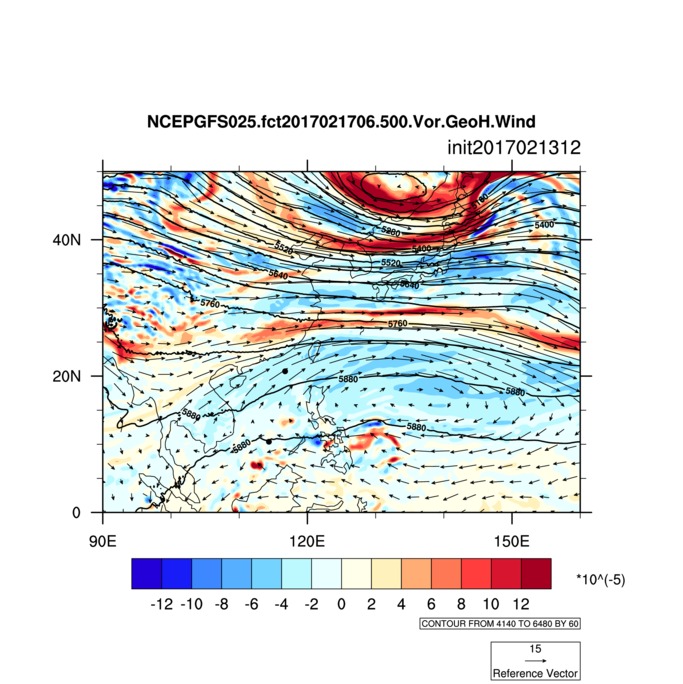 NCEPGFS025.fct2017021706.500.Vor.GeoH.Wind
init2017021312
40N
20N
0
90E 120E 150E
5280
5400
5400
5520
5520
5640
5760
5760
5880
5880
5880
5880
5880
-12 -10 -8 -6 -4 -2 0 2 4 6 8 10 12
*10^(-5)
CONTOUR FROM 4140 TO 6480 BY 60
15
Reference Vector